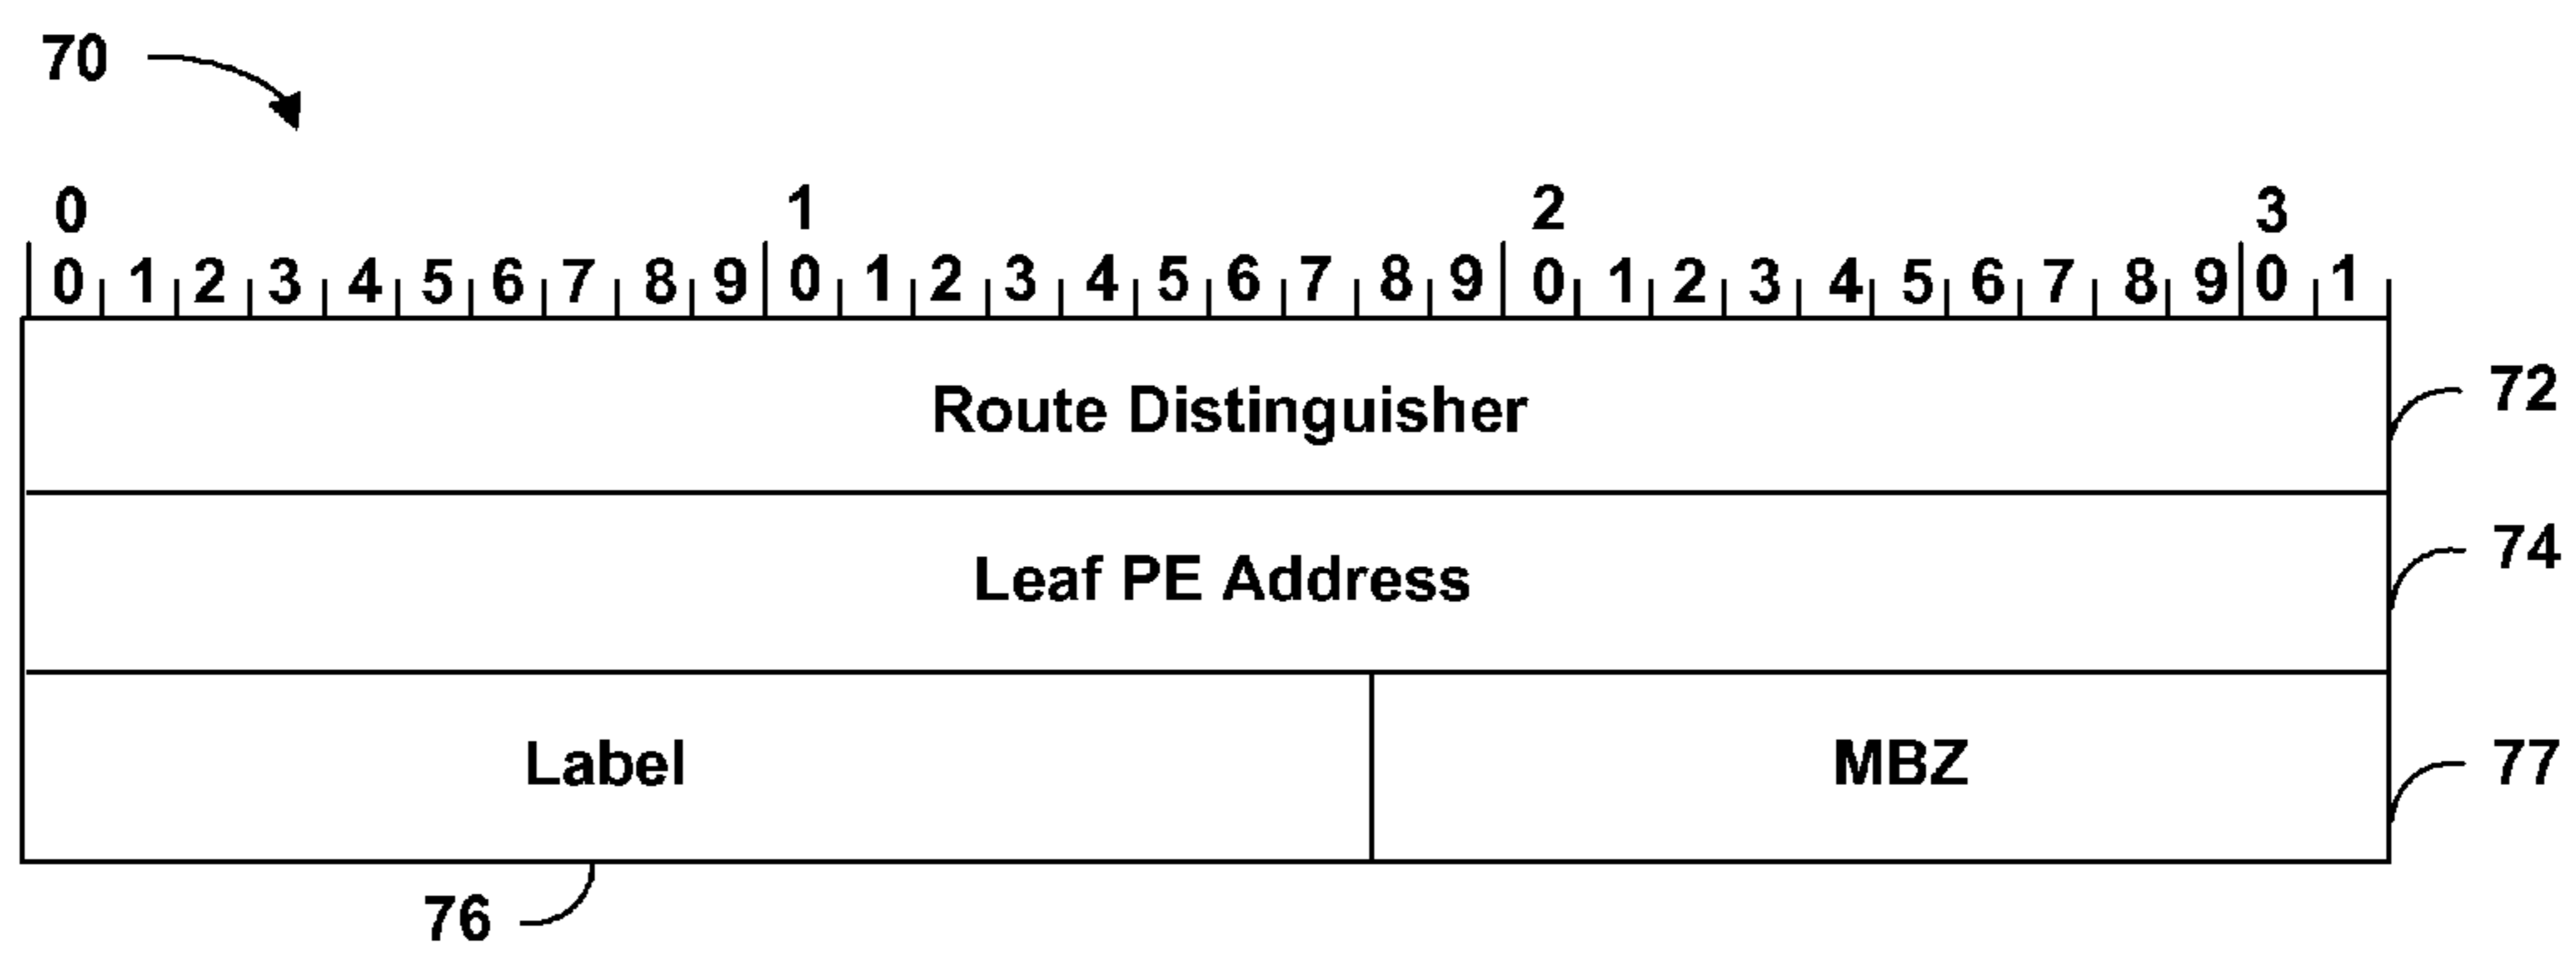 70
0 1 2 3
0 1 2 3 4 5 6 7 8 9 0 1 2 3 4 5 6 7 8 9 0 1 2 3 4 5 6 7 8 9 0 1
Route Distinguisher 72
Leaf PE Address 74
Label MBZ 77
76